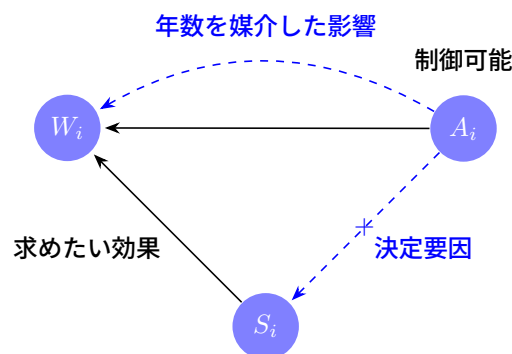 年数を媒介した影響
制御可能
W_i
A_i
求めたい効果
決定要因
S_i